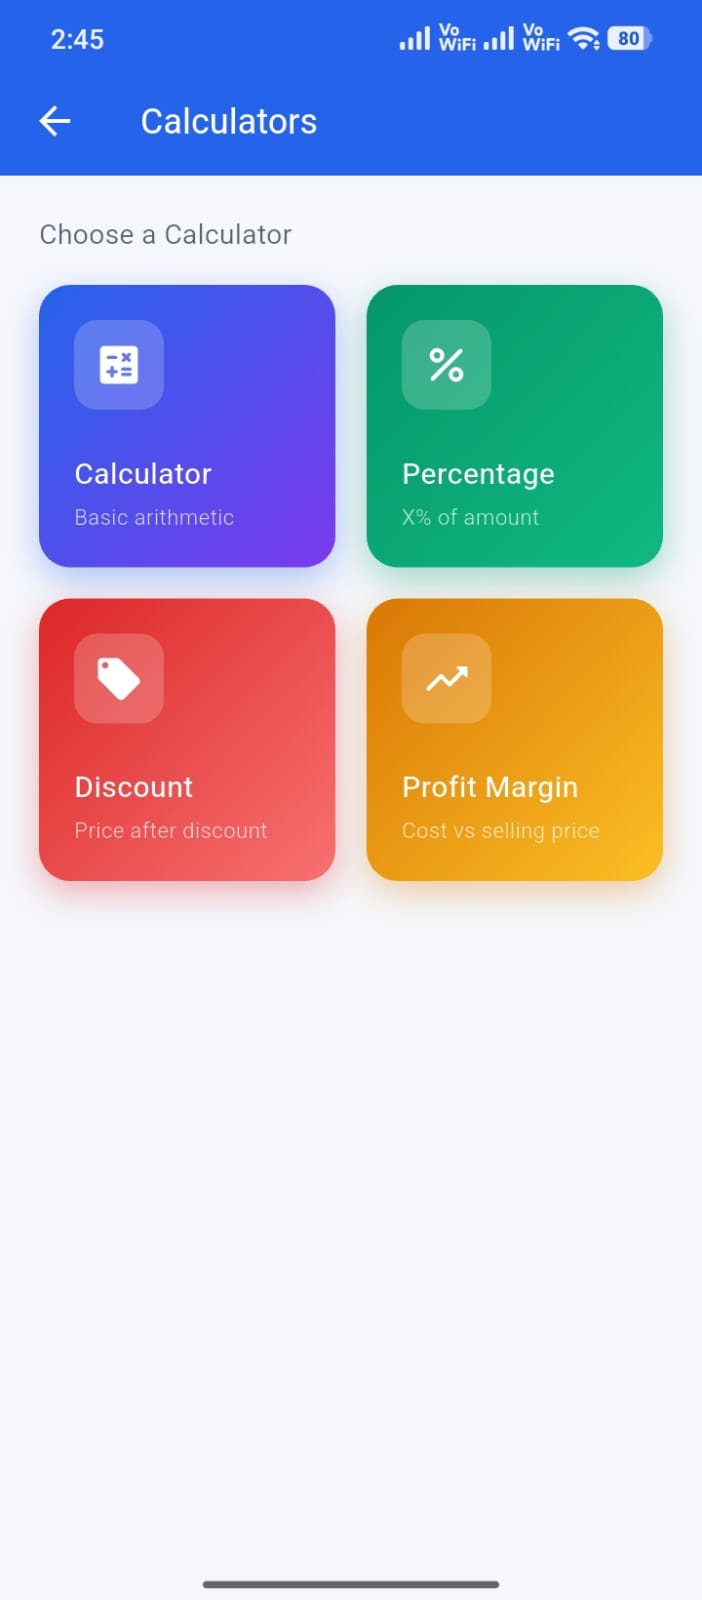 2:45
Vo WiFi Vo WiFi 80
Calculators
Choose a Calculator
Calculator
Basic arithmetic
Percentage
X% of amount
Discount
Price after discount
Profit Margin
Cost vs selling price